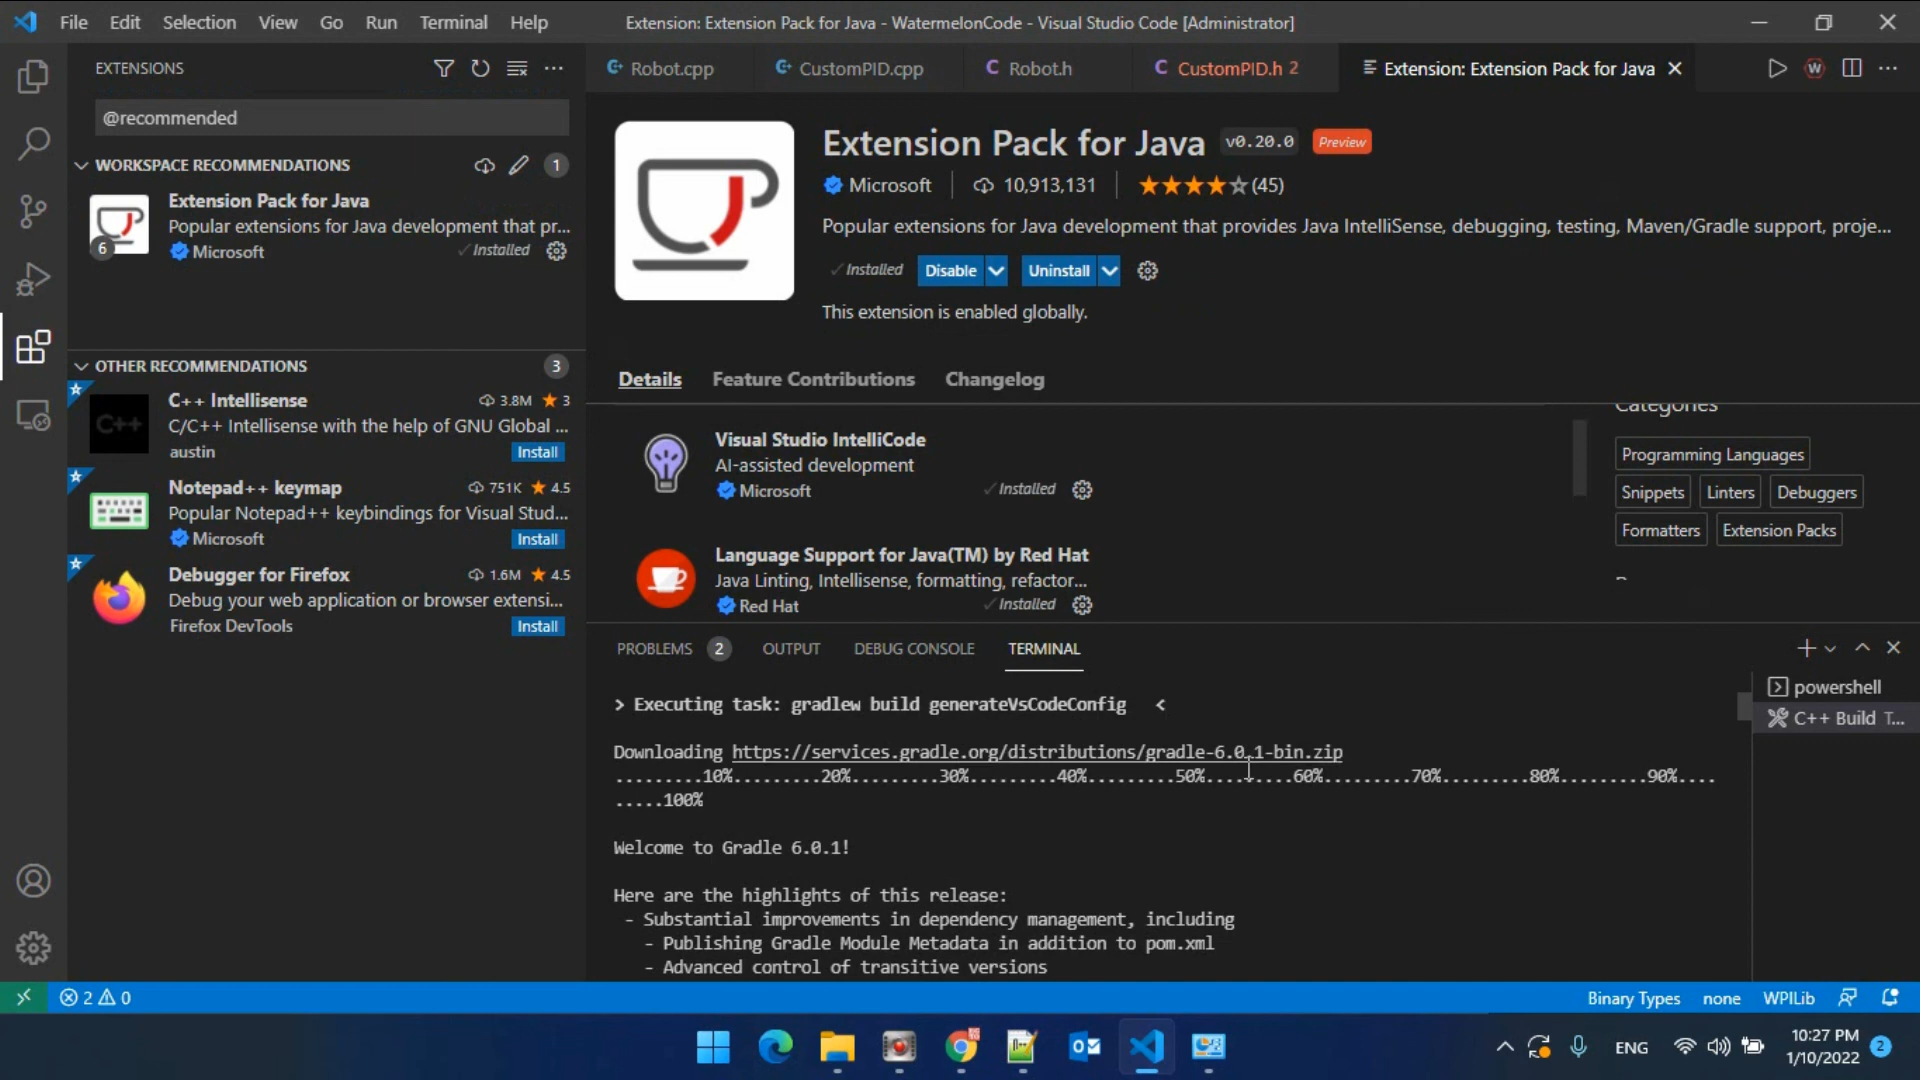 File Edit Selection View Go Run Terminal Help
Extension: Extension Pack for Java - WatermelonCode - Visual Studio Code [Administrator]
EXTENSIONS
@recommended
WORKSPACE RECOMMENDATIONS 1
Extension Pack for Java
Popular extensions for Java development that pr...
6
Microsoft ✓Installed
OTHER RECOMMENDATIONS 3
C++ Intellisense 3.8M ★ 3
C/C++ Intellisense with the help of GNU Global ...
C++
austin Install
Notepad++ keymap 751K ★ 4.5
Popular Notepad++ keybindings for Visual Stud...
Microsoft Install
Debugger for Firefox 1.6M ★ 4.5
Debug your web application or browser extensi...
Firefox DevTools Install
Robot.cpp CustomPID.cpp C Robot.h C CustomPID.h 2 Extension: Extension Pack for Java
W
Extension Pack for Java v0.20.0 Preview
Microsoft 10,913,131 ★★★★☆(45)
Popular extensions for Java development that provides Java IntelliSense, debugging, testing, Maven/Gradle support, proje...
✓Installed Disable Uninstall
This extension is enabled globally.
Details Feature Contributions Changelog
Visual Studio IntelliCode
AI-assisted development
Microsoft ✓Installed
Language Support for Java(TM) by Red Hat
Java Linting, Intellisense, formatting, refactor...
Red Hat ✓Installed
Categories
Programming Languages
Snippets Linters Debuggers
Formatters Extension Packs
PROBLEMS 2 OUTPUT DEBUG CONSOLE TERMINAL
> Executing task: gradlew build generateVsCodeConfig <
Downloading https://services.gradle.org/distributions/gradle-6.0.1-bin.zip
.........10%.........20%.........30%.........40%.........50%.........60%.........70%.........80%.........90%....
.....100%
Welcome to Gradle 6.0.1!
Here are the highlights of this release:
- Substantial improvements in dependency management, including
- Publishing Gradle Module Metadata in addition to pom.xml
- Advanced control of transitive versions
powershell
C++ Build T...
2 0
Binary Types none WPILib
ENG
10:27 PM
1/10/2022
2